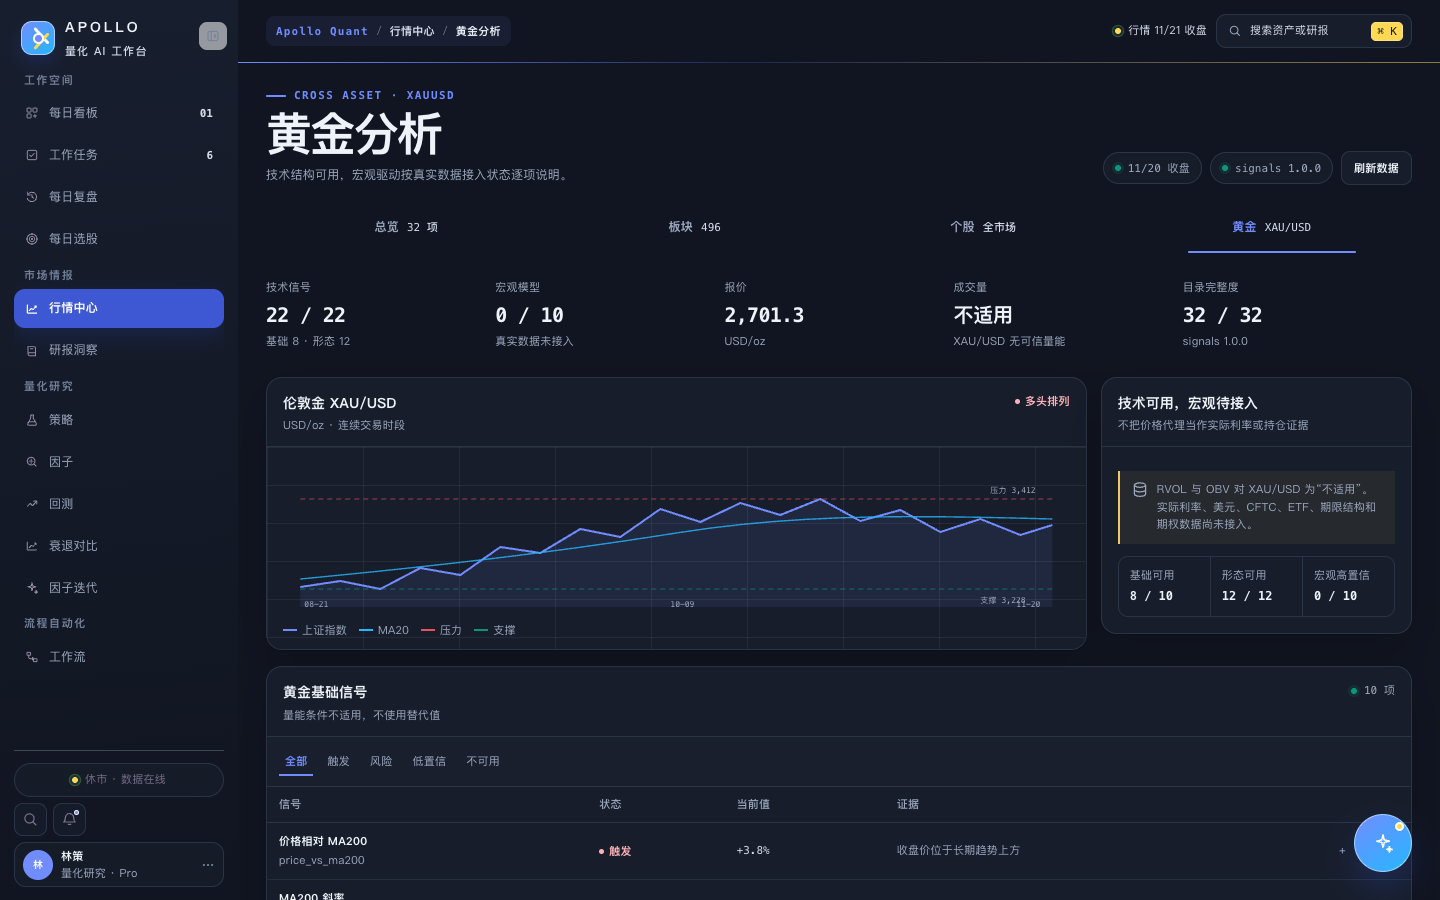 APOLLO
量化 AI 工作台
工作空间
每日看板 01
工作任务 6
每日复盘
每日选股
市场情报
行情中心
研报洞察
量化研究
策略
因子
回测
衰退对比
因子迭代
流程自动化
工作流
休市 · 数据在线
林
林策
量化研究 · Pro
Apollo Quant / 行情中心 / 黄金分析
行情 11/21 收盘
搜索资产或研报
⌘ K
CROSS ASSET · XAUUSD
黄金分析
技术结构可用，宏观驱动按真实数据接入状态逐项说明。
11/20 收盘
signals 1.0.0
刷新数据
总览 32 项
板块 496
个股 全市场
黄金 XAU/USD
技术信号
22 / 22
基础 8 · 形态 12
宏观模型
0 / 10
真实数据未接入
报价
2,701.3
USD/oz
成交量
不适用
XAU/USD 无可信量能
目录完整度
32 / 32
signals 1.0.0
伦敦金 XAU/USD
USD/oz · 连续交易时段
多头排列
压力 3,412
支撑 3,228
08-21
10-09
11-20
上证指数
MA20
压力
支撑
技术可用，宏观待接入
不把价格代理当作实际利率或持仓证据
RVOL 与 OBV 对 XAU/USD 为“不适用”。
实际利率、美元、CFTC、ETF、期限结构和
期权数据尚未接入。
基础可用
8 / 10
形态可用
12 / 12
宏观高置信
0 / 10
黄金基础信号
量能条件不适用，不使用替代值
10 项
全部
触发
风险
低置信
不可用
信号
状态
当前值
证据
价格相对 MA200
price_vs_ma200
触发
+3.8%
收盘价位于长期趋势上方
+
MA200 斜率